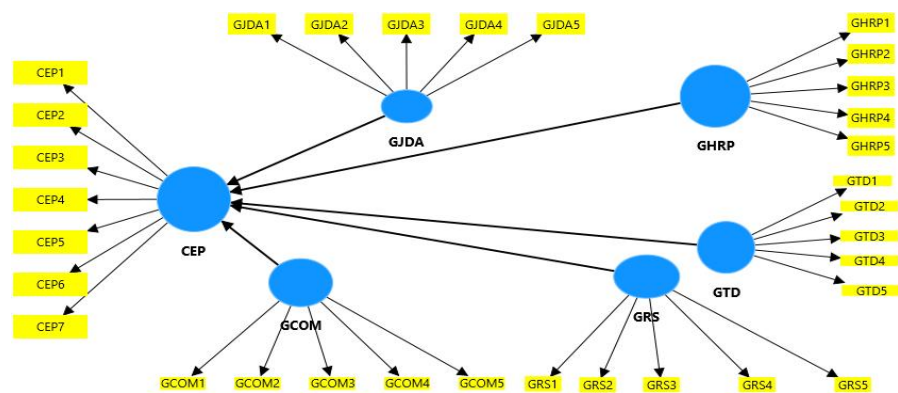 GJDA1
GJDA2
GJDA3
GJDA4
GJDA5
GHRP1
GHRP2
GHRP3
GHRP4
GHRP5
GJDA
GHRP
CEP1
CEP2
CEP3
CEP4
CEP5
CEP6
CEP7
CEP
GTD1
GTD2
GTD3
GTD4
GTD5
GTD
GCOM
GRS
GCOM1
GCOM2
GCOM3
GCOM4
GCOM5
GRS1
GRS2
GRS3
GRS4
GRS5